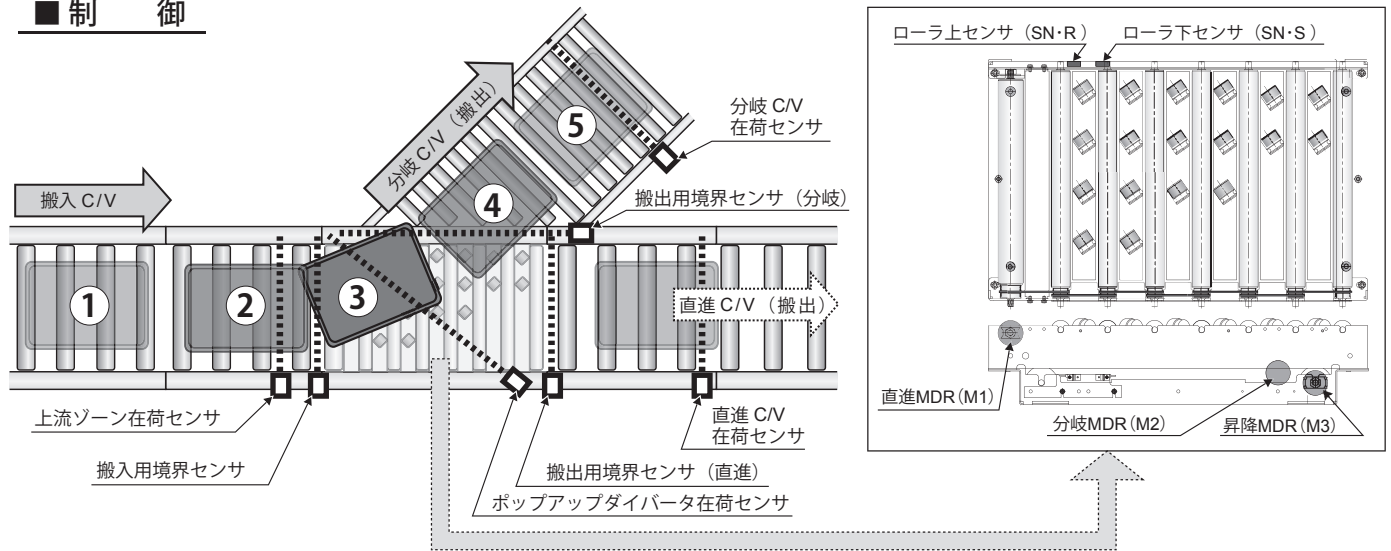 ■制　御
搬入 C/V
分岐 C/V（搬出）
1
2
3
4
5
分岐 C/V
在荷センサ
搬出用境界センサ（分岐）
直進 C/V （搬出）
上流ゾーン在荷センサ
搬入用境界センサ
直進 C/V
在荷センサ
搬出用境界センサ（直進）
ポップアップダイバータ在荷センサ
ローラ上センサ（SN･R ）
ローラ下センサ（SN･S ）
直進MDR（M1）
分岐MDR（M2）
昇降MDR（M3）